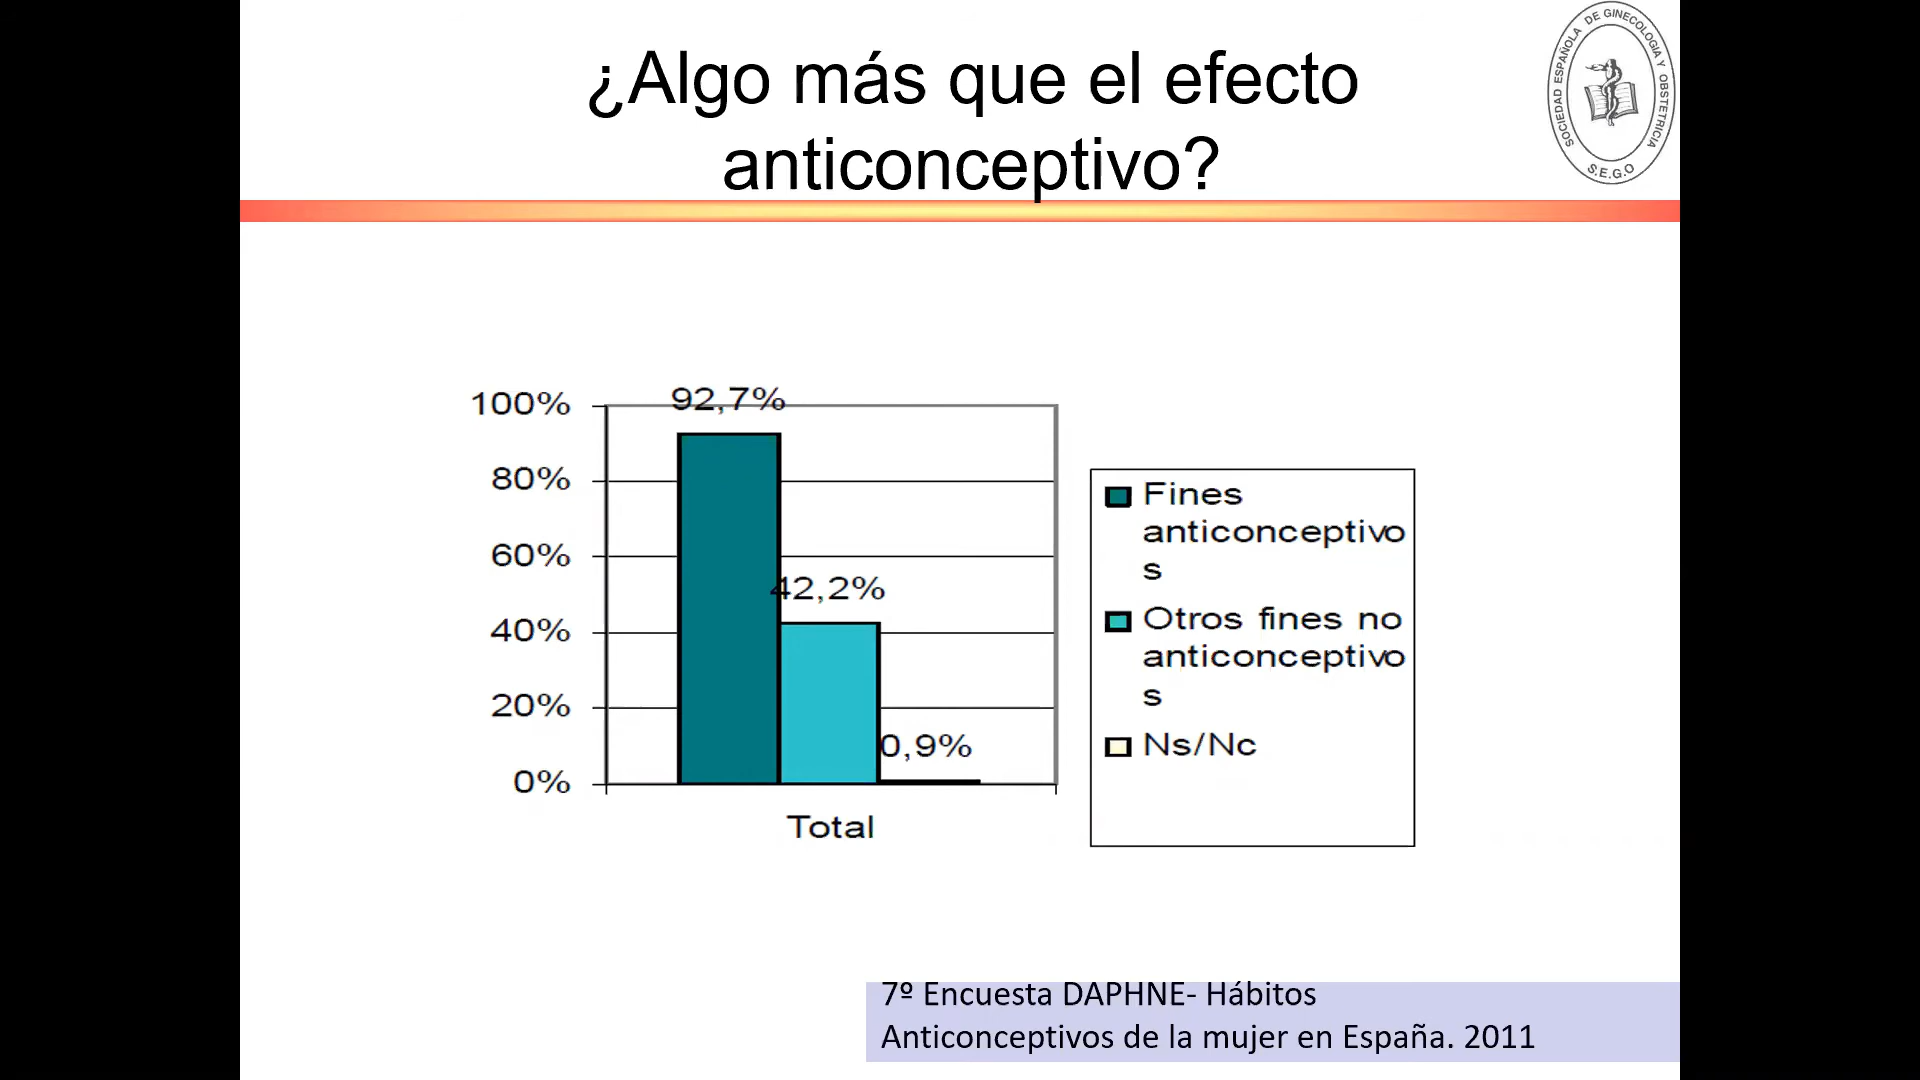 ¿Algo más que el efecto
anticonceptivo?
SOCIEDAD ESPAÑOLA DE GINECOLOGIA Y OBSTETRICIA
S.E.G.O
100%
80%
60%
40%
20%
0%
92,7%
42,2%
0,9%
Total
Fines
anticonceptivo
s
Otros fines no
anticonceptivo
s
Ns/Nc
7º Encuesta DAPHNE- Hábitos
Anticonceptivos de la mujer en España. 2011